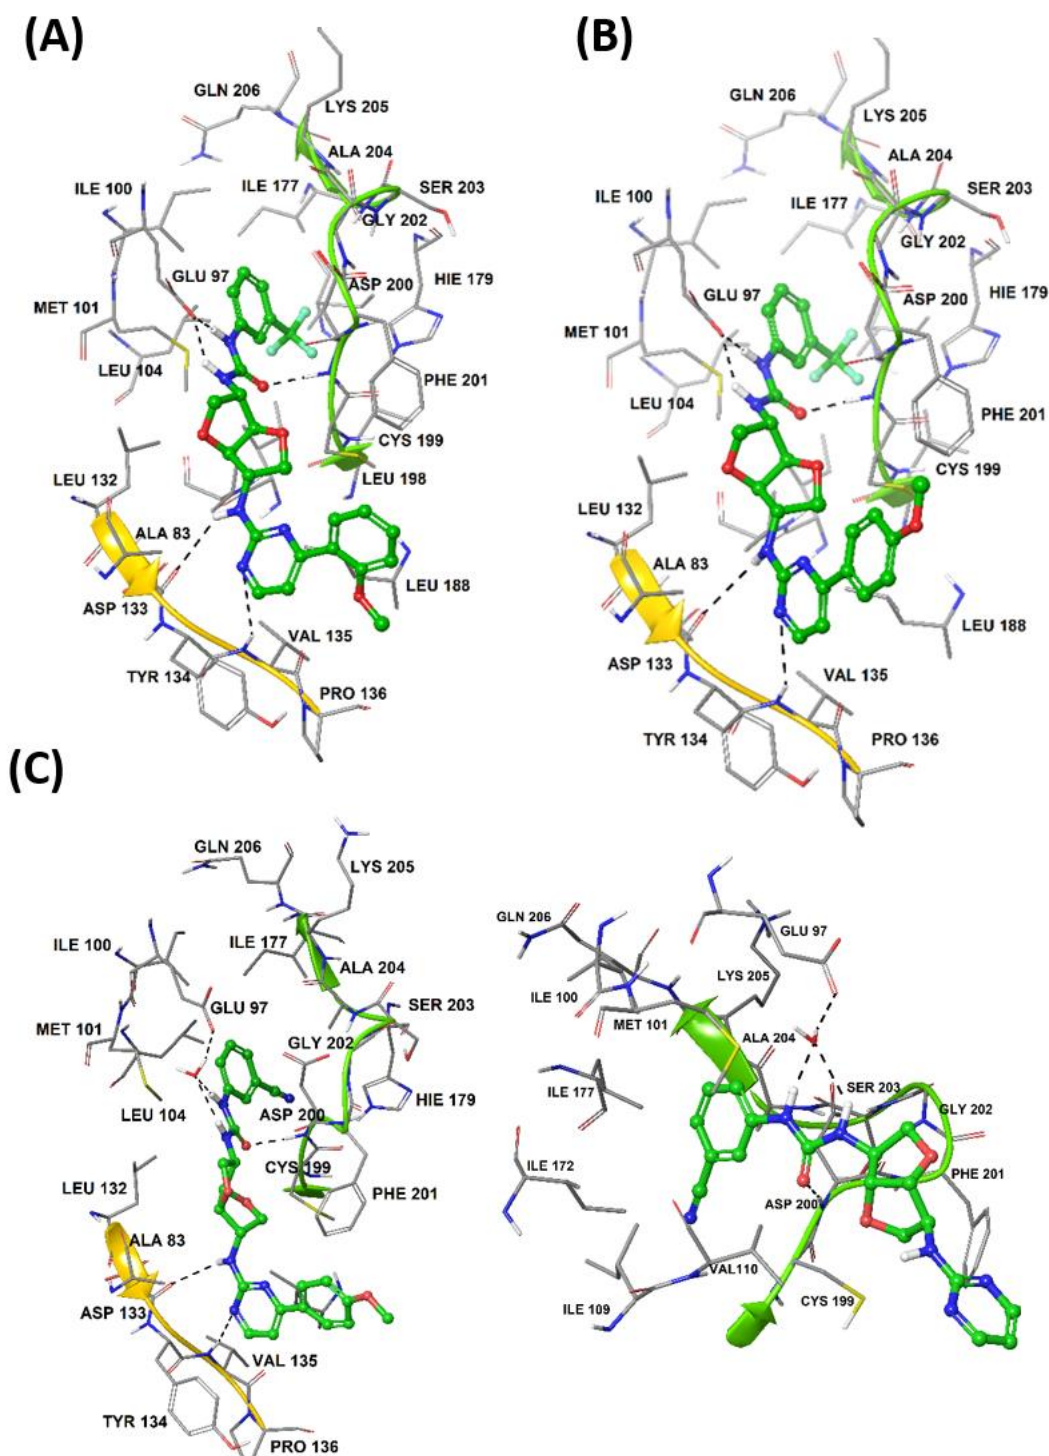 (A)
GLN 206
LYS 205
ALA 204
ILE 100
ILE 177
SER 203
GLY 202
GLU 97
ASP 200
HIE 179
MET 101
LEU 104
PHE 201
CYS 199
LEU 132
LEU 198
ALA 83
LEU 188
ASP 133
VAL 135
TYR 134
PRO 136
(B)
GLN 206
LYS 205
ALA 204
SER 203
ILE 100
ILE 177
GLY 202
HIE 179
GLU 97
ASP 200
MET 101
LEU 104
PHE 201
CYS 199
LEU 132
ALA 83
LEU 188
ASP 133
VAL 135
TYR 134
PRO 136
(C)
GLN 206
LYS 205
ILE 100
ILE 177
ALA 204
GLU 97
SER 203
MET 101
GLY 202
LEU 104
ASP 200
HIE 179
CYS 199
LEU 132
PHE 201
ALA 83
ASP 133
VAL 135
TYR 134
PRO 136
GLN 206
GLU 97
ILE 100
LYS 205
MET 101
ALA 204
ILE 177
SER 203
GLY 202
ILE 172
PHE 201
ASP 200
VAL110
ILE 109
CYS 199